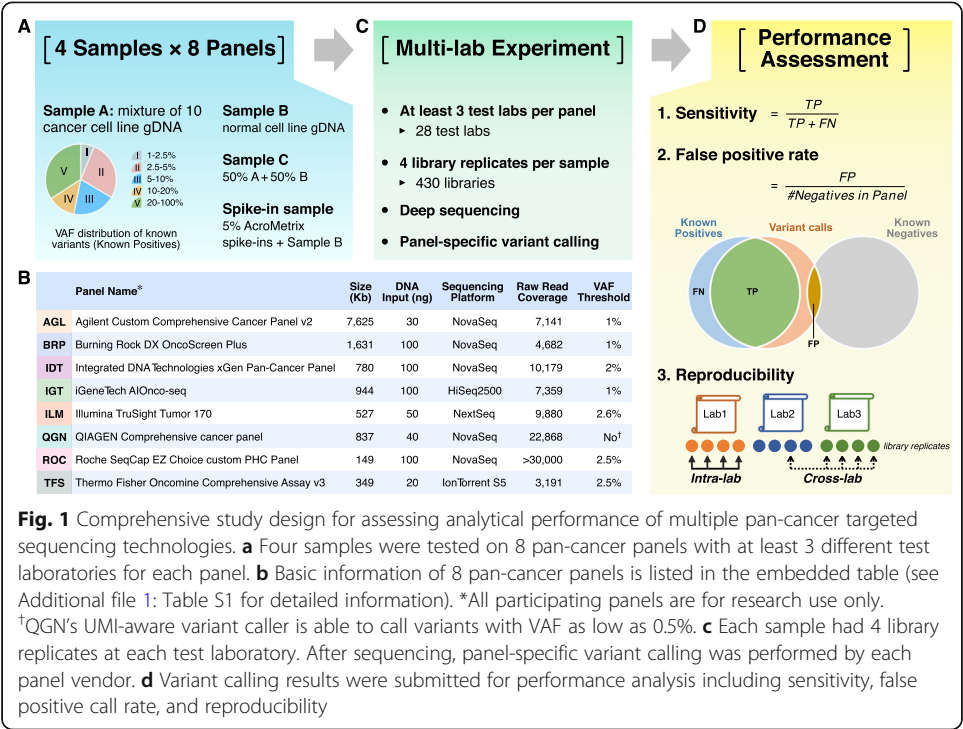 A
[ 4 Samples × 8 Panels ]
Sample A: mixture of 10
cancer cell line gDNA
I
II
III
IV
V
I 1-2.5%
II 2.5-5%
III 5-10%
IV 10-20%
V 20-100%
VAF distribution of known
variants (Known Positives)
Sample B
normal cell line gDNA
Sample C
50% A + 50% B
Spike-in sample
5% AcroMetrix
spike-ins + Sample B
C
[ Multi-lab Experiment ]
• At least 3 test labs per panel
▸ 28 test labs
• 4 library replicates per sample
▸ 430 libraries
• Deep sequencing
• Panel-specific variant calling
D
[ Performance
Assessment ]
1. Sensitivity = TP
TP + FN
2. False positive rate
= FP
#Negatives in Panel
Known
Positives
Variant calls
Known
Negatives
FN
TP
FP
3. Reproducibility
Lab1 Lab2 Lab3
library replicates
Intra-lab Cross-lab
B
Panel Name* Size (Kb) DNA Input (ng) Sequencing Platform Raw Read Coverage VAF Threshold
AGL Agilent Custom Comprehensive Cancer Panel v2 7,625 30 NovaSeq 7,141 1%
BRP Burning Rock DX OncoScreen Plus 1,631 100 NovaSeq 4,682 1%
IDT Integrated DNA Technologies xGen Pan-Cancer Panel 780 100 NovaSeq 10,179 2%
IGT iGeneTech AIOnco-seq 944 100 HiSeq2500 7,359 1%
ILM Illumina TruSight Tumor 170 527 50 NextSeq 9,880 2.6%
QGN QIAGEN Comprehensive cancer panel 837 40 NovaSeq 22,868 No†
ROC Roche SeqCap EZ Choice custom PHC Panel 149 100 NovaSeq >30,000 2.5%
TFS Thermo Fisher Oncomine Comprehensive Assay v3 349 20 IonTorrent S5 3,191 2.5%
Fig. 1 Comprehensive study design for assessing analytical performance of multiple pan-cancer targeted
sequencing technologies. a Four samples were tested on 8 pan-cancer panels with at least 3 different test
laboratories for each panel. b Basic information of 8 pan-cancer panels is listed in the embedded table (see
Additional file 1: Table S1 for detailed information). *All participating panels are for research use only.
†QGN's UMI-aware variant caller is able to call variants with VAF as low as 0.5%. c Each sample had 4 library
replicates at each test laboratory. After sequencing, panel-specific variant calling was performed by each
panel vendor. d Variant calling results were submitted for performance analysis including sensitivity, false
positive call rate, and reproducibility